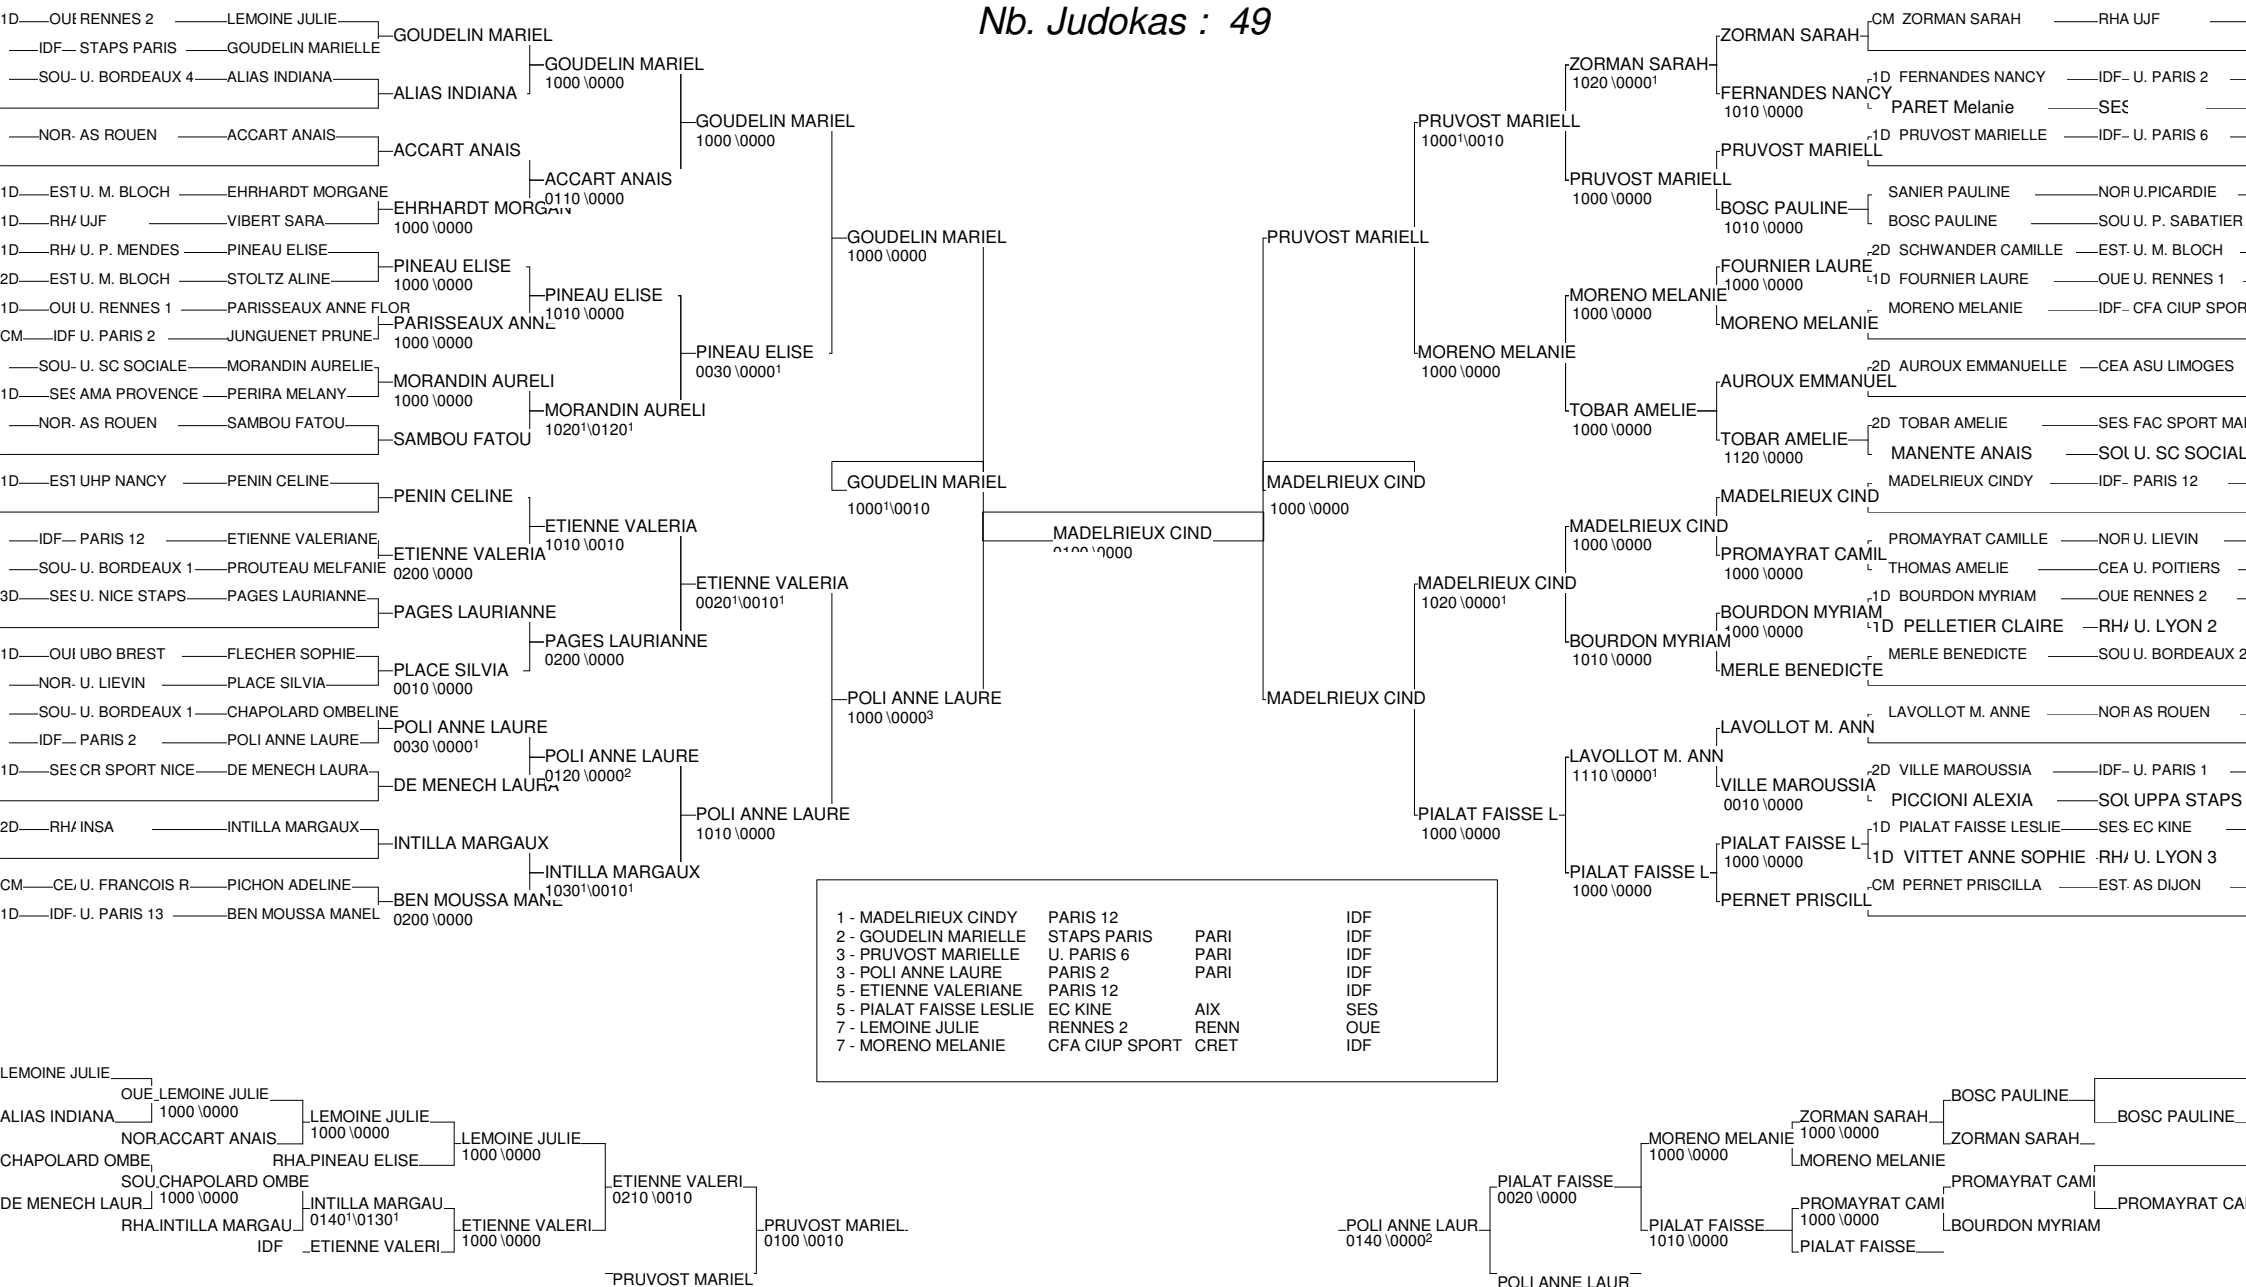 Nb. Judokas : 49
1D OUE RENNES 2 LEMOINE JULIE
GOUDELIN MARIEL
IDF STAPS PARIS GOUDELIN MARIELLE
GOUDELIN MARIEL
1000 \0000
SOU U. BORDEAUX 4 ALIAS INDIANA
ALIAS INDIANA
GOUDELIN MARIEL
1000 \0000
NOR AS ROUEN ACCART ANAIS
ACCART ANAIS
ACCART ANAIS
0110 \0000
1D EST U. M. BLOCH EHRHARDT MORGANE
EHRHARDT MORGAN
1000 \0000
1D RHA UJF VIBERT SARA
GOUDELIN MARIEL
1000 \0000
1D RHA U. P. MENDES PINEAU ELISE
PINEAU ELISE
1000 \0000
2D EST U. M. BLOCH STOLTZ ALINE
PINEAU ELISE
1010 \0000
1D OUE U. RENNES 1 PARISSEAUX ANNE FLOR
PARISSEAUX ANNE
1000 \0000
CM IDF U. PARIS 2 JUNGUENET PRUNE
PINEAU ELISE
0030 \0000¹
SOU U. SC SOCIALE MORANDIN AURELIE
MORANDIN AURELI
1000 \0000
1D SES AMA PROVENCE PERIRA MELANY
MORANDIN AURELI
1020¹\0120¹
NOR AS ROUEN SAMBOU FATOU
SAMBOU FATOU
1D EST UHP NANCY PENIN CELINE
PENIN CELINE
GOUDELIN MARIEL
1000¹\0010
ETIENNE VALERIA
1010 \0010
IDF PARIS 12 ETIENNE VALERIANE
ETIENNE VALERIA
0200 \0000
SOU U. BORDEAUX 1 PROUTEAU MELFANIE
ETIENNE VALERIA
0020¹\0010¹
3D SES U. NICE STAPS PAGES LAURIANNE
PAGES LAURIANNE
PAGES LAURIANNE
0200 \0000
1D OUE UBO BREST FLECHER SOPHIE
PLACE SILVIA
0010 \0000
NOR U. LIEVIN PLACE SILVIA
POLI ANNE LAURE
1000 \0000³
SOU U. BORDEAUX 1 CHAPOLARD OMBELINE
POLI ANNE LAURE
0030 \0000¹
IDF PARIS 2 POLI ANNE LAURE
POLI ANNE LAURE
0120 \0000²
1D SES CR SPORT NICE DE MENECH LAURA
DE MENECH LAURA
POLI ANNE LAURE
1010 \0000
2D RHA INSA INTILLA MARGAUX
INTILLA MARGAUX
INTILLA MARGAUX
1030¹\0010¹
CM CEA U. FRANCOIS R PICHON ADELINE
BEN MOUSSA MANE
0200 \0000
1D IDF U. PARIS 13 BEN MOUSSA MANEL
MADELRIEUX CIND
0100 \0000
ZORMAN SARAH
CM ZORMAN SARAH RHA UJF
ZORMAN SARAH
1020 \0000¹
FERNANDES NANCY
1010 \0000
1D FERNANDES NANCY IDF U. PARIS 2
PARET Melanie SES
PRUVOST MARIELL
1000¹\0010
PRUVOST MARIELL
1D PRUVOST MARIELLE IDF U. PARIS 6
PRUVOST MARIELL
1000 \0000
BOSC PAULINE
1010 \0000
SANIER PAULINE NOR U.PICARDIE
BOSC PAULINE SOU U. P. SABATIER
PRUVOST MARIELL
FOURNIER LAURE
1000 \0000
2D SCHWANDER CAMILLE EST U. M. BLOCH
1D FOURNIER LAURE OUE U. RENNES 1
MORENO MELANIE
1000 \0000
MORENO MELANIE
MORENO MELANIE IDF CFA CIUP SPOR
MORENO MELANIE
1000 \0000
AUROUX EMMANUEL
2D AUROUX EMMANUELLE CEA ASU LIMOGES
TOBAR AMELIE
1000 \0000
TOBAR AMELIE
1120 \0000
2D TOBAR AMELIE SES FAC SPORT MA
MANENTE ANAIS SOU U. SC SOCIAL
MADELRIEUX CIND
1000 \0000
MADELRIEUX CIND
MADELRIEUX CINDY IDF PARIS 12
MADELRIEUX CIND
1000 \0000
PROMAYRAT CAMIL
1000 \0000
PROMAYRAT CAMILLE NOR U. LIEVIN
THOMAS AMELIE CEA U. POITIERS
MADELRIEUX CIND
1020 \0000¹
BOURDON MYRIAM
1000 \0000
1D BOURDON MYRIAM OUE RENNES 2
1D PELLETIER CLAIRE RHA U. LYON 2
BOURDON MYRIAM
1010 \0000
MERLE BENEDICTE
MERLE BENEDICTE SOU U. BORDEAUX 2
MADELRIEUX CIND
LAVOLLOT M. ANN
LAVOLLOT M. ANNE NOR AS ROUEN
LAVOLLOT M. ANN
1110 \0000¹
VILLE MAROUSSIA
0010 \0000
2D VILLE MAROUSSIA IDF U. PARIS 1
PICCIONI ALEXIA SOU UPPA STAPS
PIALAT FAISSE L
1000 \0000
PIALAT FAISSE L
1000 \0000
1D PIALAT FAISSE LESLIE SES EC KINE
1D VITTET ANNE SOPHIE RHA U. LYON 3
PIALAT FAISSE L
1000 \0000
PERNET PRISCILL
CM PERNET PRISCILLA EST AS DIJON
1 - MADELRIEUX CINDY PARIS 12 IDF
2 - GOUDELIN MARIELLE STAPS PARIS PARI IDF
3 - PRUVOST MARIELLE U. PARIS 6 PARI IDF
3 - POLI ANNE LAURE PARIS 2 PARI IDF
5 - ETIENNE VALERIANE PARIS 12 IDF
5 - PIALAT FAISSE LESLIE EC KINE AIX SES
7 - LEMOINE JULIE RENNES 2 RENN OUE
7 - MORENO MELANIE CFA CIUP SPORT CRET IDF
LEMOINE JULIE
OUE LEMOINE JULIE
1000 \0000
ALIAS INDIANA
LEMOINE JULIE
1000 \0000
NOR ACCART ANAIS
LEMOINE JULIE
1000 \0000
CHAPOLARD OMBE
RHA PINEAU ELISE
SOU CHAPOLARD OMBE
1000 \0000
ETIENNE VALERI
0210 \0010
DE MENECH LAUR
INTILLA MARGAU
0140¹\0130¹
RHA INTILLA MARGAU
ETIENNE VALERI
1000 \0000
PRUVOST MARIEL
0100 \0010
IDF ETIENNE VALERI
PRUVOST MARIEL
BOSC PAULINE
ZORMAN SARAH
1000 \0000
BOSC PAULINE
MORENO MELANIE
1000 \0000
ZORMAN SARAH
MORENO MELANIE
PIALAT FAISSE
0020 \0000
PROMAYRAT CAMI
PROMAYRAT CAMI
1000 \0000
PROMAYRAT CA
POLI ANNE LAUR
0140 \0000²
PIALAT FAISSE
1010 \0000
BOURDON MYRIAM
PIALAT FAISSE
POLI ANNE LAUR